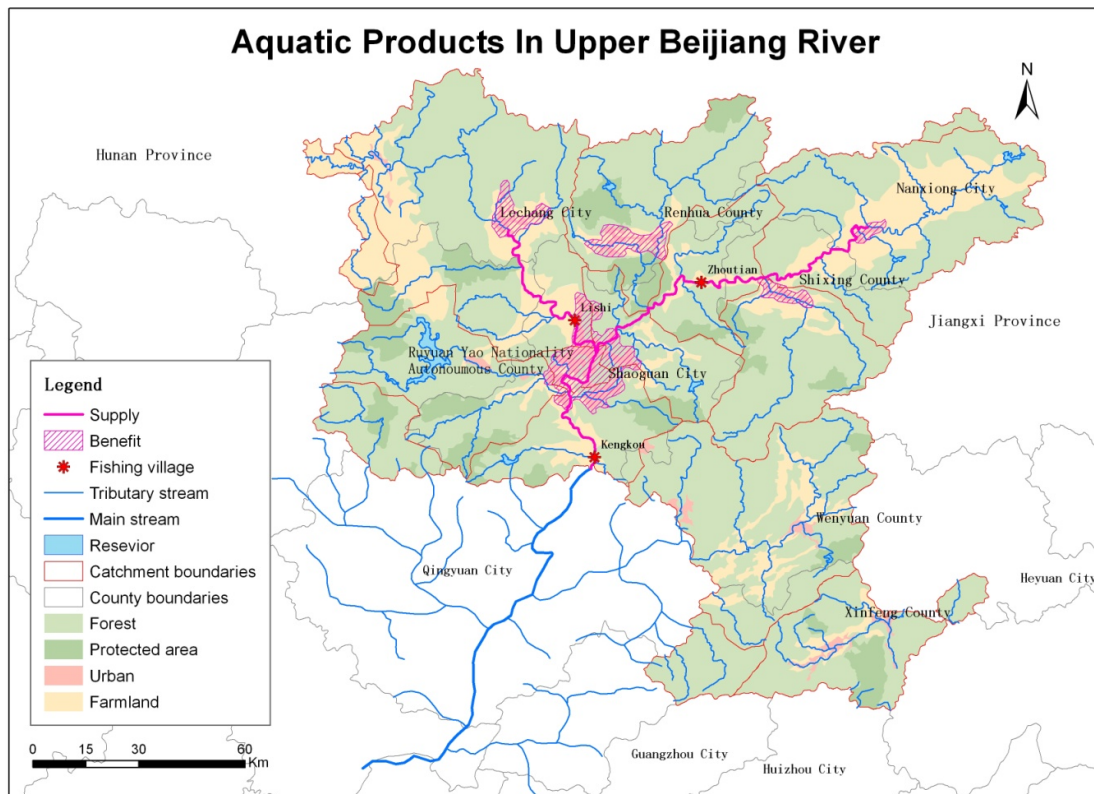 Aquatic Products In Upper Beijiang River
N
Hunan Province
Nanxiong City
Lechang City
Renhua County
Zhoutian
Shixing County
Lishi
Jiangxi Province
Ruyuan Yao Nationality
Autonoumous County
Shaoguan City
Kengkou
Wenyuan County
Qingyuan City
Heyuan City
Xinfeng County
Guangzhou City
Huizhou City
Legend
Supply
Benefit
Fishing village
Tributary stream
Main stream
Resevior
Catchment boundaries
County boundaries
Forest
Protected area
Urban
Farmland
0 15 30 60
Km